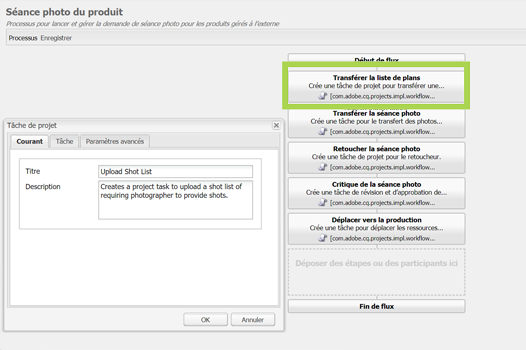 Séance photo du produit
Processus pour lancer et gérer la demande de séance photo pour les produits gérés à l'externe
Processus Enregistrer
Début de flux
Transférer la liste de plans
Crée une tâche de projet pour transférer une...
[com.adobe.cq.projects.impl.workflow...
Transférer la séance photo
Crée une tâche pour le transfert des photos...
[com.adobe.cq.projects.impl.workflow...
Retoucher la séance photo
Crée une tâche de projet pour le retoucheur.
[com.adobe.cq.projects.impl.workflow...
Critique de la séance photo
Crée une tâche de révision et d'approbation de...
[com.adobe.cq.projects.impl.workflow...
Déplacer vers la production
Crée une tâche pour déplacer les ressources...
[com.adobe.cq.projects.impl.workflow...
Déposer des étapes ou des participants ici
Fin de flux
Tâche de projet
Courant Tâche Paramètres avancés
Titre Upload Shot List
Description Creates a project task to upload a shot list of
requiring photographer to provide shots.
OK Annuler